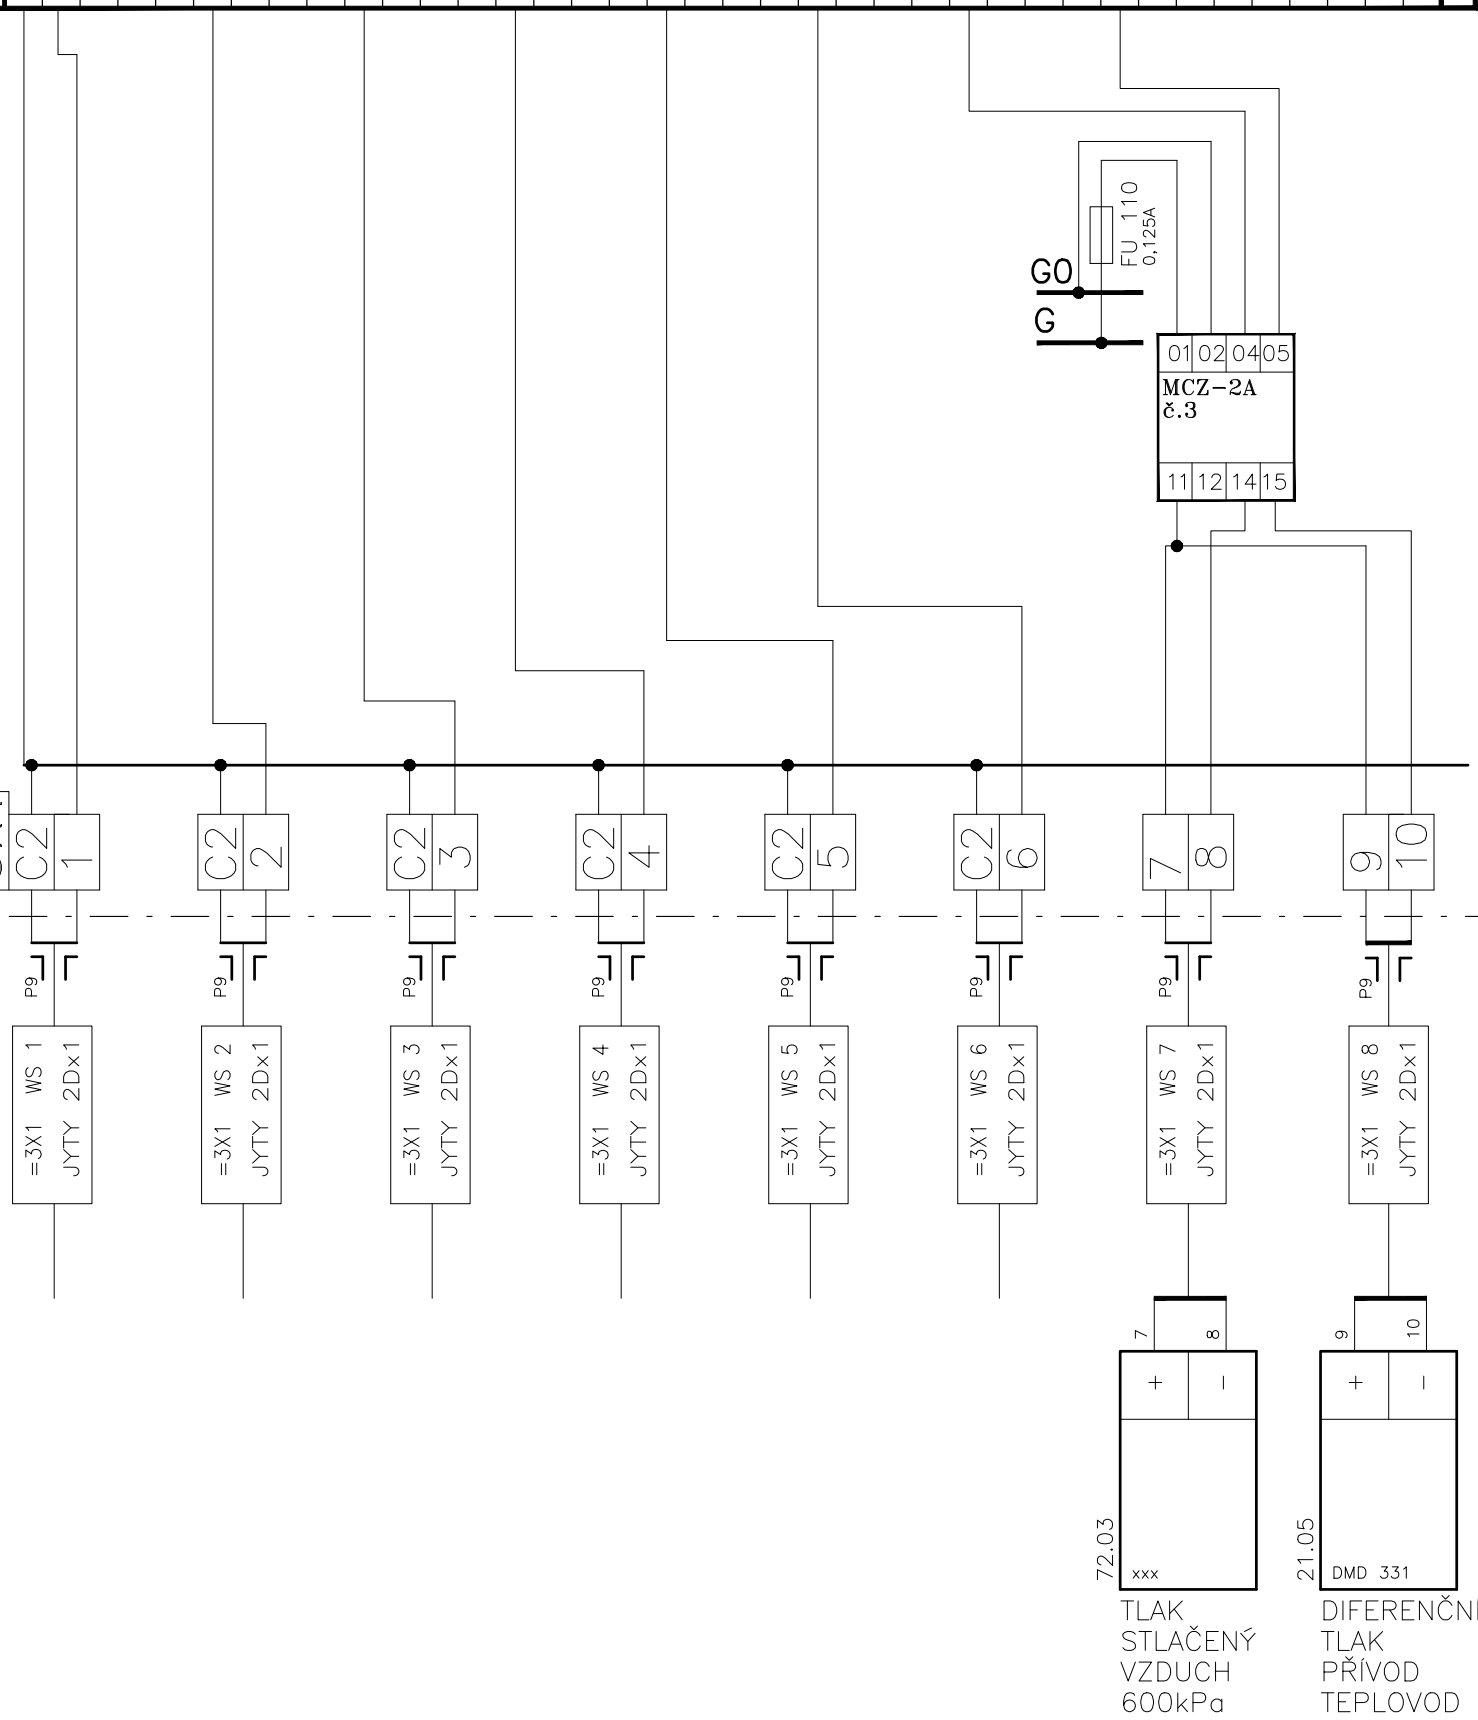 FU 110
0,125A
G0
G
01 02 04 05
MCZ-2A
č.3
11 12 14 15
C2 1
C2 2
C2 3
C2 4
C2 5
C2 6
7 8
9 10
P9
P9
P9
P9
P9
P9
P9
P9
=3X1 WS 1
JYTY 2Dx1
=3X1 WS 2
JYTY 2Dx1
=3X1 WS 3
JYTY 2Dx1
=3X1 WS 4
JYTY 2Dx1
=3X1 WS 5
JYTY 2Dx1
=3X1 WS 6
JYTY 2Dx1
=3X1 WS 7
JYTY 2Dx1
=3X1 WS 8
JYTY 2Dx1
7 8
+ −
72.03
xxx
TLAK
STLAČENÝ
VZDUCH
600kPa
9 10
+ −
21.05
DMD 331
DIFERENČNÍ
TLAK
PŘÍVOD
TEPLOVOD